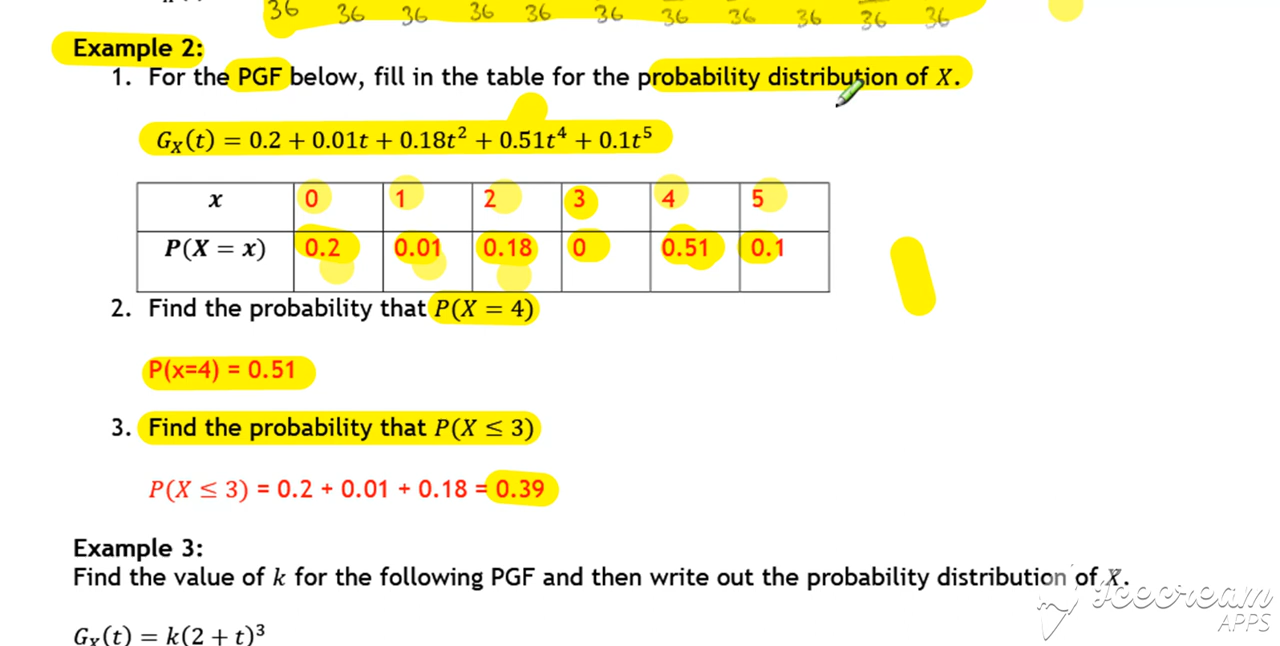 36 36 36 36 36 36 36 36 36 36 36
Example 2:
1. For the PGF below, fill in the table for the probability distribution of X.
G_X(t) = 0.2 + 0.01t + 0.18t² + 0.51t⁴ + 0.1t⁵
x 0 1 2 3 4 5
P(X = x) 0.2 0.01 0.18 0 0.51 0.1
2. Find the probability that P(X = 4)
P(x=4) = 0.51
3. Find the probability that P(X ≤ 3)
P(X ≤ 3) = 0.2 + 0.01 + 0.18 = 0.39
Example 3:
Find the value of k for the following PGF and then write out the probability distribution of X.
Icecream
APPS
G_X(t) = k(2 + t)³